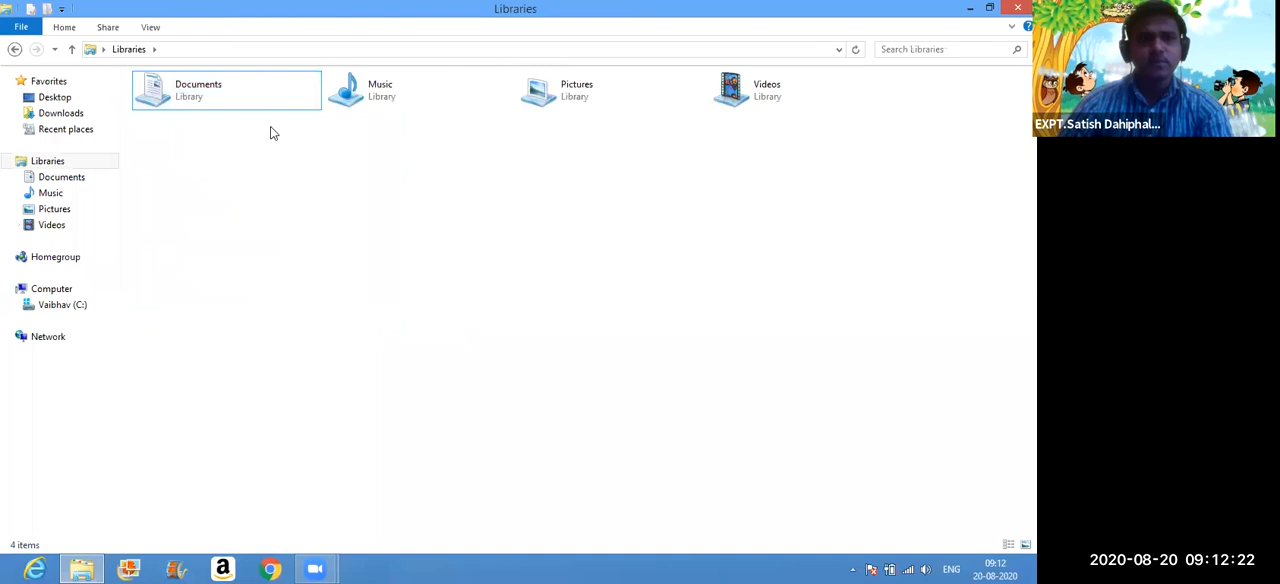 Libraries
File Home Share View
Libraries
Search Libraries
Favorites
Desktop
Downloads
Recent places
Libraries
Documents
Music
Pictures
Videos
Homegroup
Computer
Vaibhav (C:)
Network
Documents
Library
Music
Library
Pictures
Library
Videos
Library
EXPT.Satish Dahiphal...
4 items
ENG
09:12
20-08-2020
2020-08-20 09:12:22